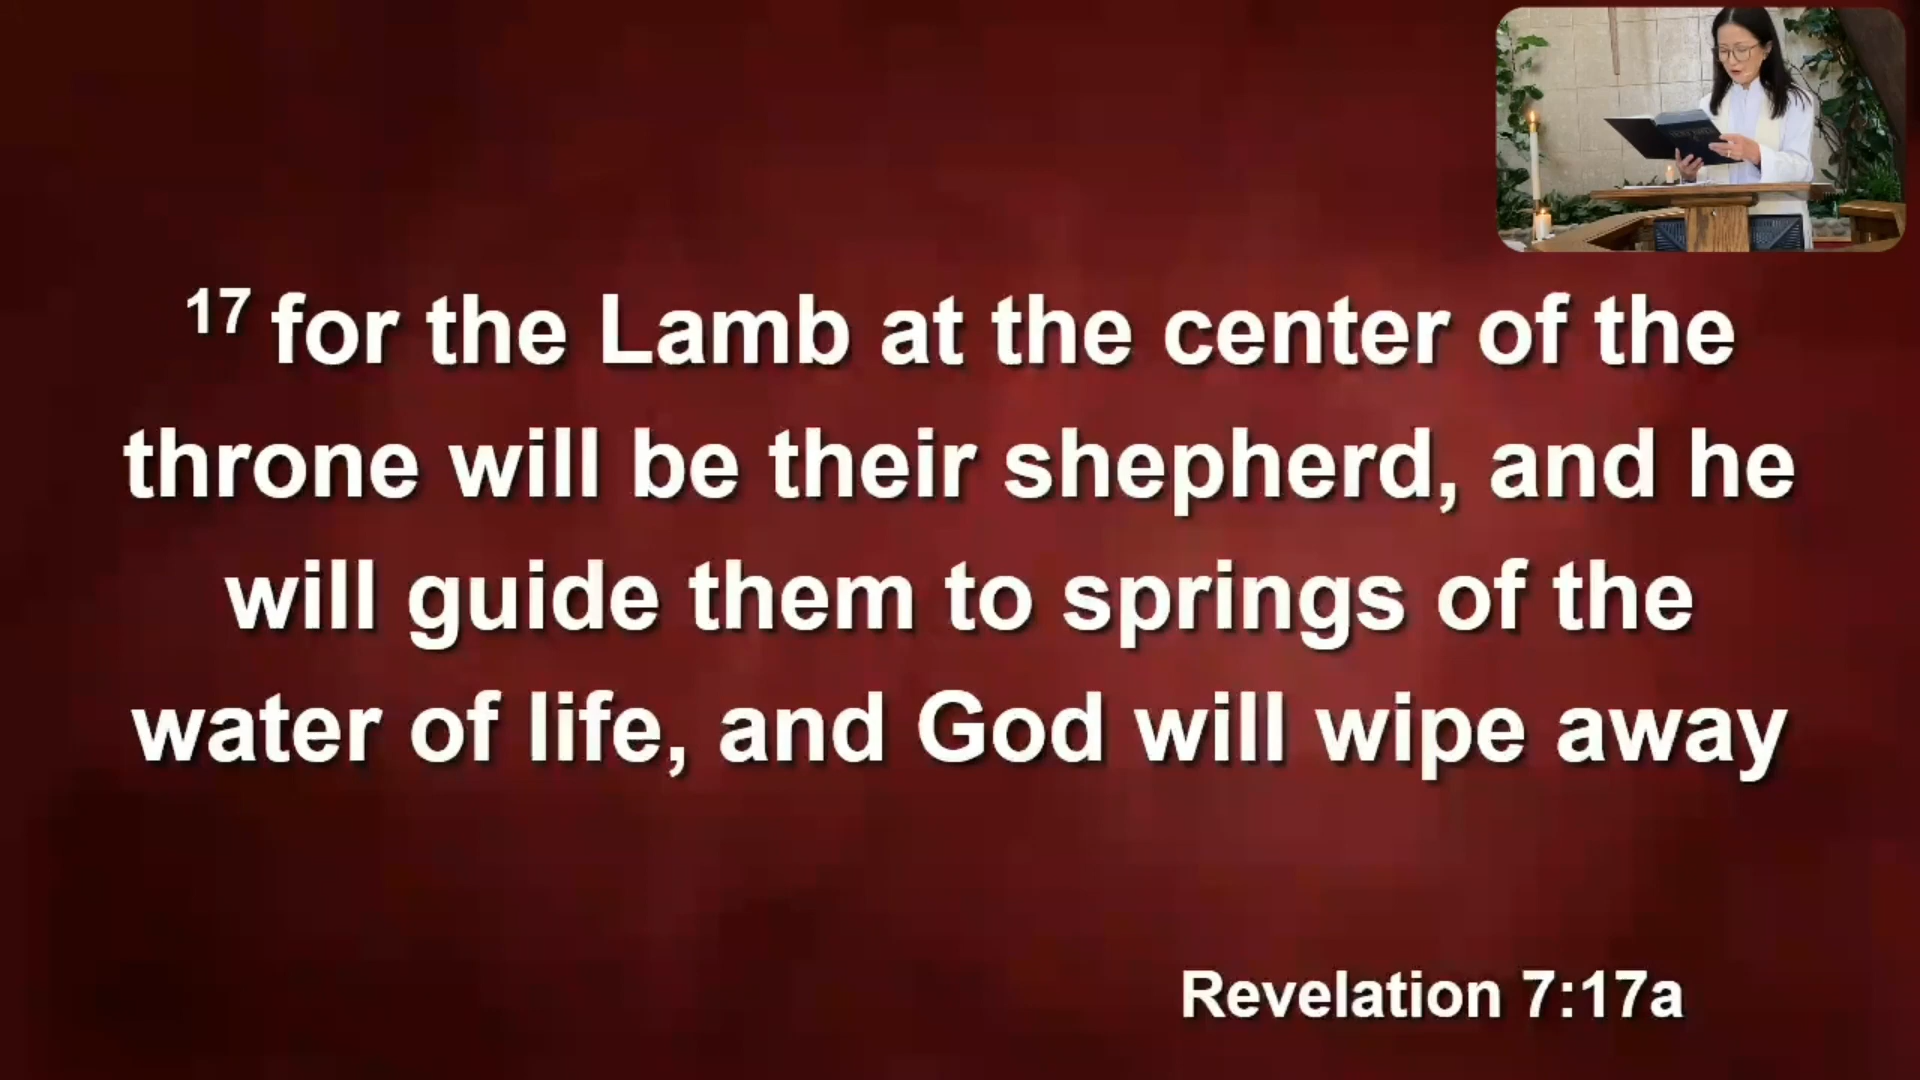 17 for the Lamb at the center of the
throne will be their shepherd, and he
will guide them to springs of the
water of life, and God will wipe away
Revelation 7:17a